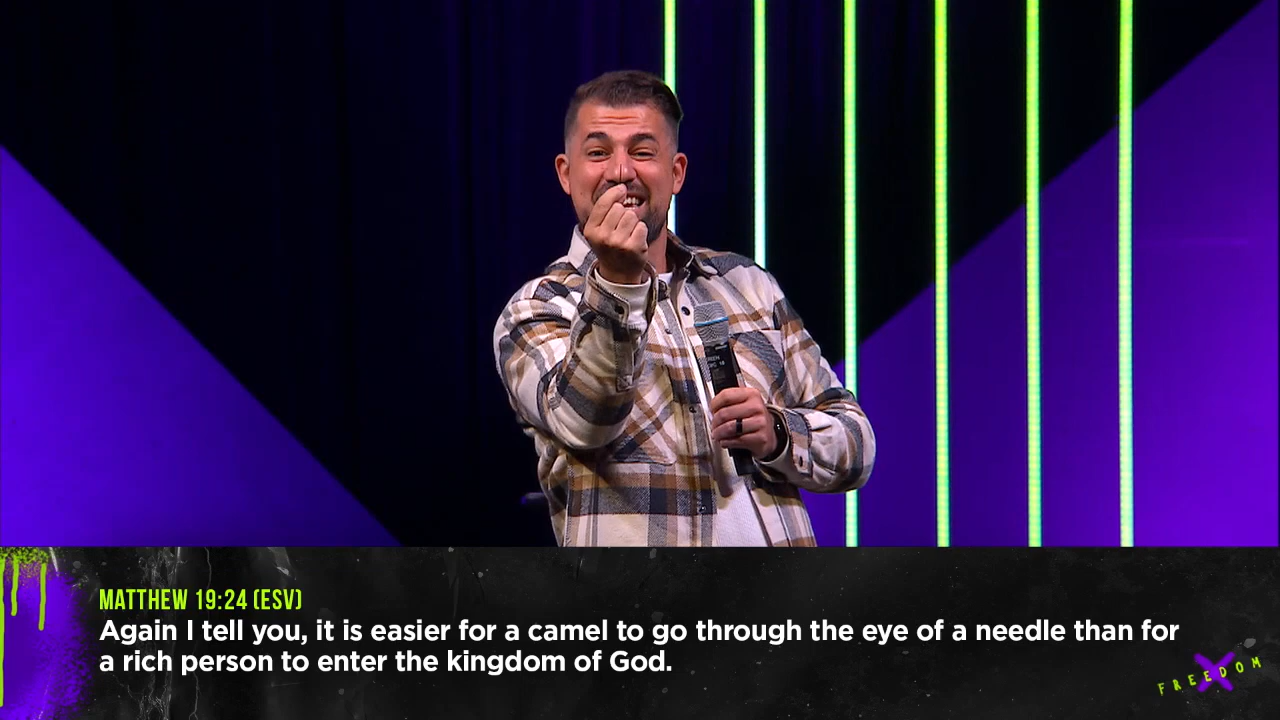 MATTHEW 19:24 (ESV)
Again I tell you, it is easier for a camel to go through the eye of a needle than for
a rich person to enter the kingdom of God.
FREEDOM